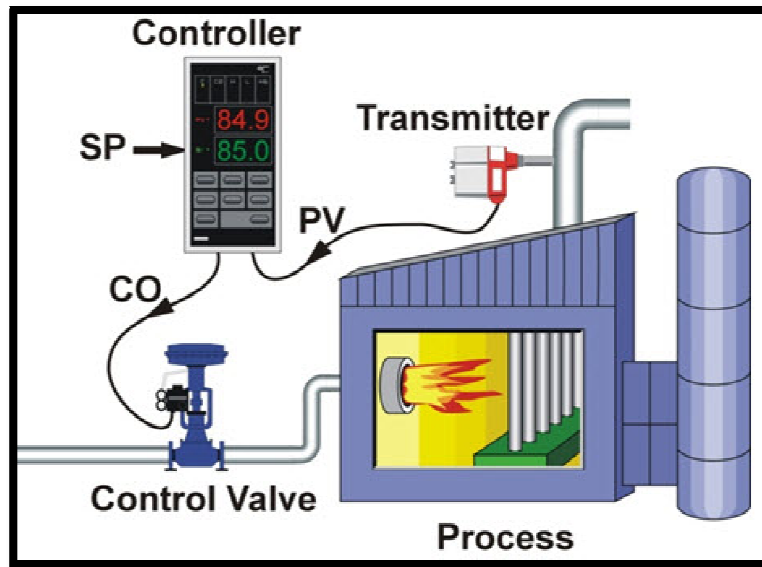 Controller
84.9
SP
85.0
Transmitter
PV
CO
Control Valve
Process